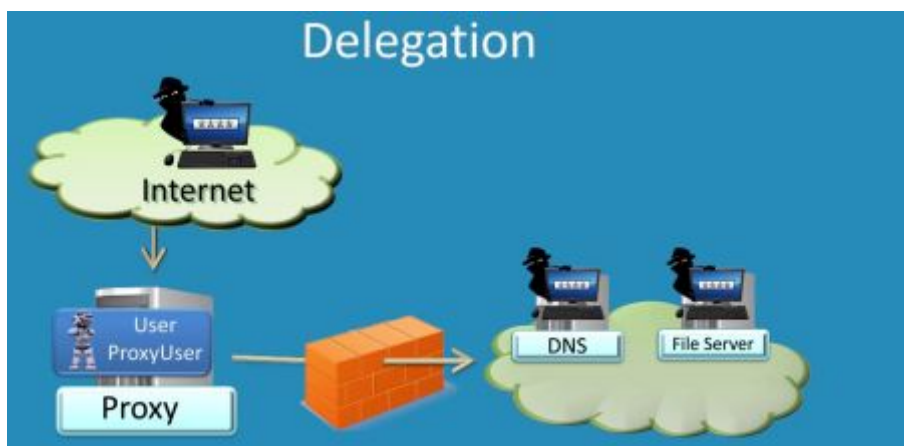 Delegation
Internet
User
ProxyUser
Proxy
DNS
File Server